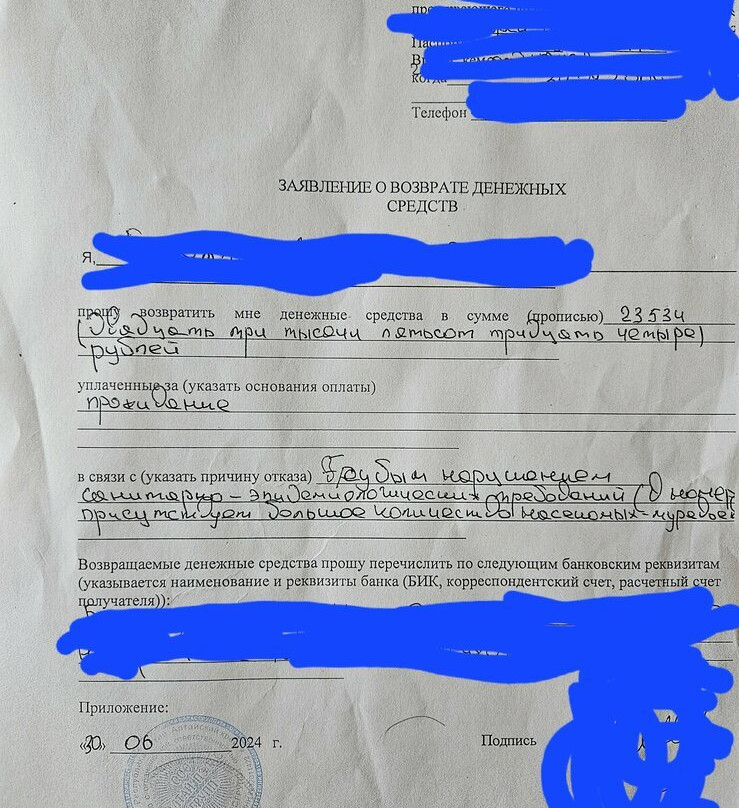 Телефон
ЗАЯВЛЕНИЕ О ВОЗВРАТЕ ДЕНЕЖНЫХ
СРЕДСТВ
Я,
прошу возвратить мне денежные средства в сумме (прописью) 23534
(Двадцать три тысячи пятьсот тридцать четыре)
рублей
уплаченные за (указать основания оплаты)
проживание
в связи с (указать причину отказа) Грубым нарушением
санитарно-эпидемиологических требований (В номере
присутствует большое количество насекомых-муравьев
Возвращаемые денежные средства прошу перечислить по следующим банковским реквизитам
(указывается наименование и реквизиты банка (БИК, корреспондентский счет, расчетный счет
получателя)):
Приложение:
«30» 06 2024 г.
Подпись